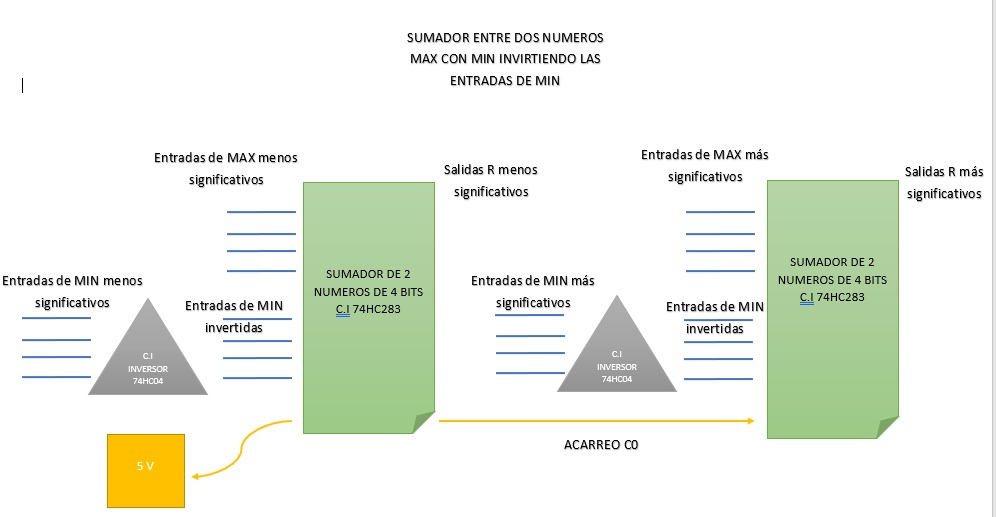 SUMADOR ENTRE DOS NUMEROS
MAX CON MIN INVIRTIENDO LAS
ENTRADAS DE MIN
Entradas de MAX menos
significativos
Salidas R menos
significativos
Entradas de MIN menos
significativos
Entradas de MIN
invertidas
SUMADOR DE 2
NUMEROS DE 4 BITS
C.I 74HC283
C.I
INVERSOR
74HC04
5 V
Entradas de MAX más
significativos
Salidas R más
significativos
Entradas de MIN más
significativos
Entradas de MIN
invertidas
SUMADOR DE 2
NUMEROS DE 4 BITS
C.I 74HC283
C.I
INVERSOR
74HC04
ACARREO C0